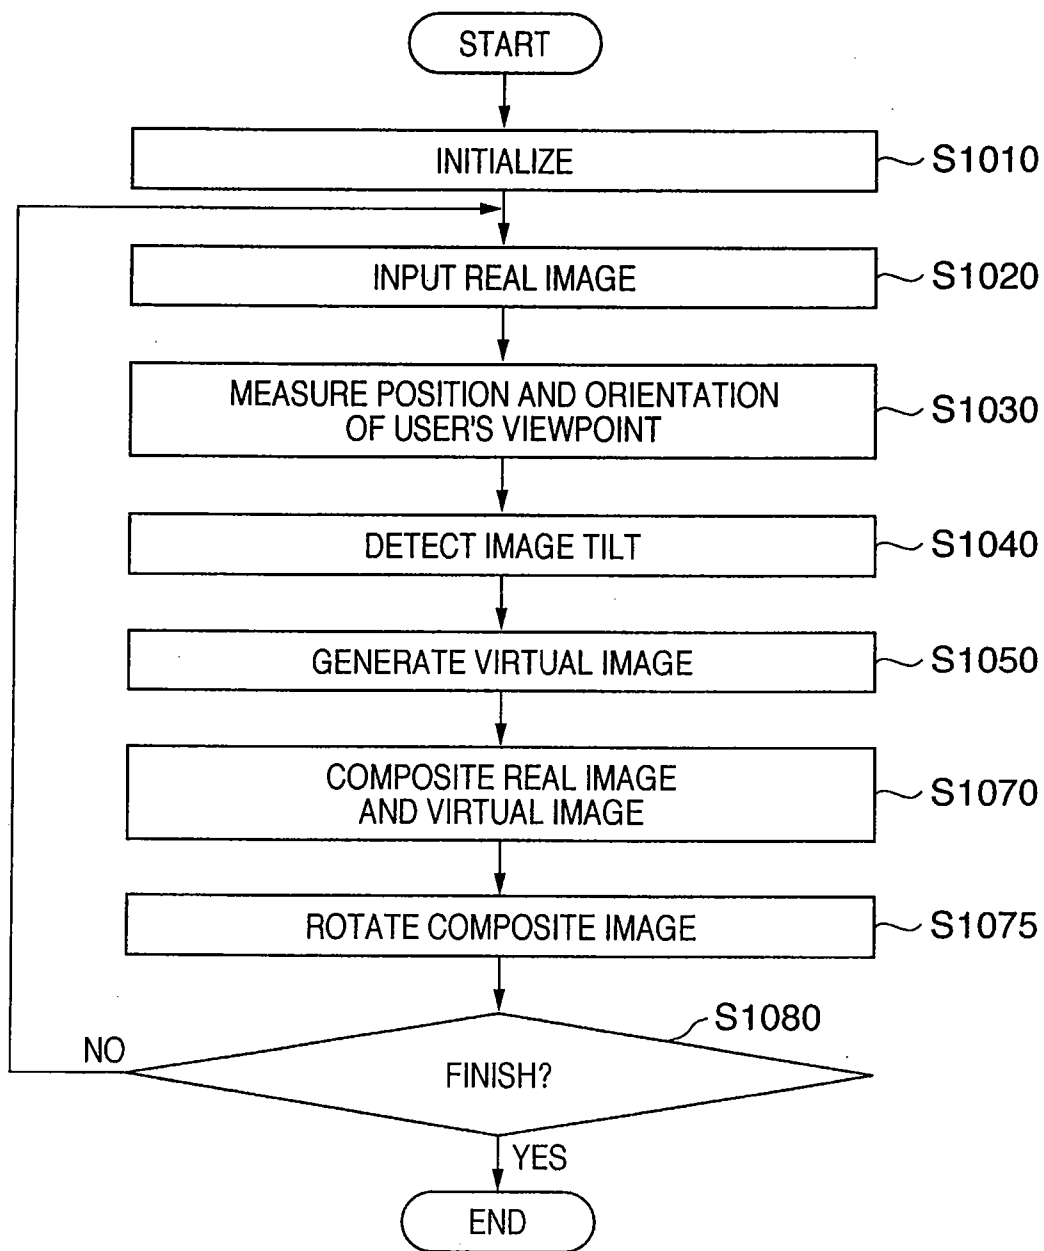 START
INITIALIZE
S1010
INPUT REAL IMAGE
S1020
MEASURE POSITION AND ORIENTATION
OF USER'S VIEWPOINT
S1030
DETECT IMAGE TILT
S1040
GENERATE VIRTUAL IMAGE
S1050
COMPOSITE REAL IMAGE
AND VIRTUAL IMAGE
S1070
ROTATE COMPOSITE IMAGE
S1075
S1080
NO
FINISH?
YES
END